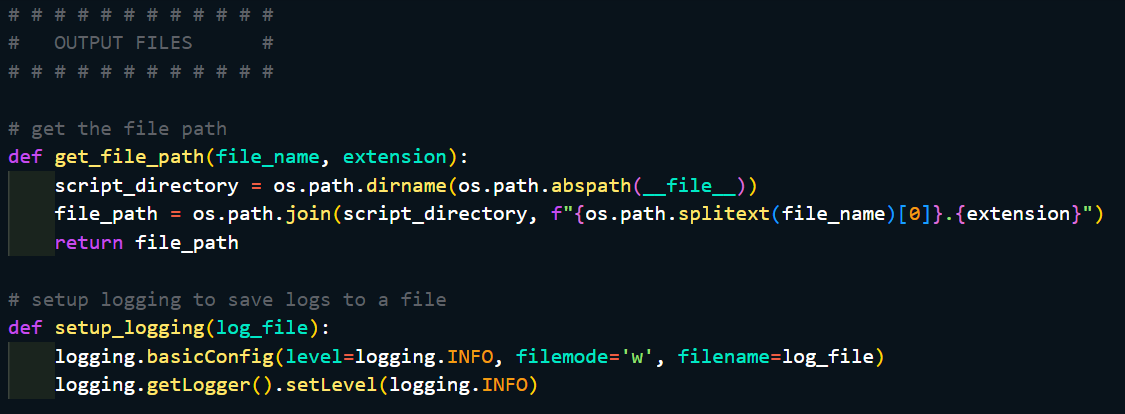 # # # # # # # # # # # #
#   OUTPUT FILES      #
# # # # # # # # # # # #
# get the file path
def get_file_path(file_name, extension):
    script_directory = os.path.dirname(os.path.abspath(__file__))
    file_path = os.path.join(script_directory, f"{os.path.splitext(file_name)[0]}.{extension}")
    return file_path
# setup logging to save logs to a file
def setup_logging(log_file):
    logging.basicConfig(level=logging.INFO, filemode='w', filename=log_file)
    logging.getLogger().setLevel(logging.INFO)